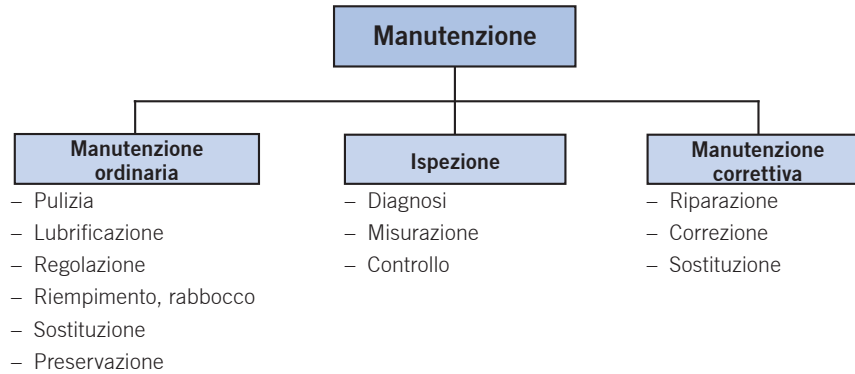 Manutenzione
Manutenzione
ordinaria
– Pulizia
– Lubrificazione
– Regolazione
– Riempimento, rabbocco
– Sostituzione
– Preservazione
Ispezione
– Diagnosi
– Misurazione
– Controllo
Manutenzione
correttiva
– Riparazione
– Correzione
– Sostituzione